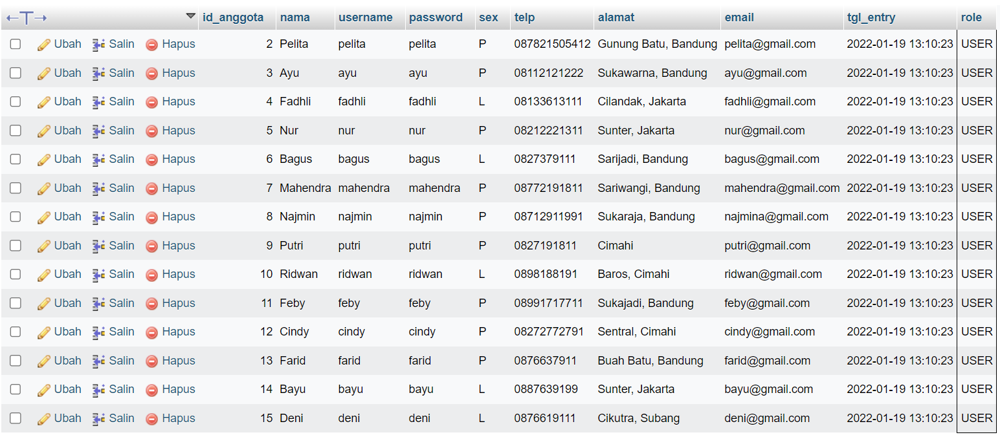 id_anggota nama username password sex telp alamat email tgl_entry role
Ubah Salin Hapus 2 Pelita pelita pelita P 087821505412 Gunung Batu, Bandung pelita@gmail.com 2022-01-19 13:10:23 USER
Ubah Salin Hapus 3 Ayu ayu ayu P 08112121222 Sukawarna, Bandung ayu@gmail.com 2022-01-19 13:10:23 USER
Ubah Salin Hapus 4 Fadhli fadhli fadhli L 08133613111 Cilandak, Jakarta fadhli@gmail.com 2022-01-19 13:10:23 USER
Ubah Salin Hapus 5 Nur nur nur P 08212221311 Sunter, Jakarta nur@gmail.com 2022-01-19 13:10:23 USER
Ubah Salin Hapus 6 Bagus bagus bagus L 0827379111 Sarijadi, Bandung bagus@gmail.com 2022-01-19 13:10:23 USER
Ubah Salin Hapus 7 Mahendra mahendra mahendra P 08772191811 Sariwangi, Bandung mahendra@gmail.com 2022-01-19 13:10:23 USER
Ubah Salin Hapus 8 Najmin najmin najmin P 08712911991 Sukaraja, Bandung najmina@gmail.com 2022-01-19 13:10:23 USER
Ubah Salin Hapus 9 Putri putri putri P 0827191811 Cimahi putri@gmail.com 2022-01-19 13:10:23 USER
Ubah Salin Hapus 10 Ridwan ridwan ridwan L 0898188191 Baros, Cimahi ridwan@gmail.com 2022-01-19 13:10:23 USER
Ubah Salin Hapus 11 Feby feby feby P 08991717711 Sukajadi, Bandung feby@gmail.com 2022-01-19 13:10:23 USER
Ubah Salin Hapus 12 Cindy cindy cindy P 08272772791 Sentral, Cimahi cindy@gmail.com 2022-01-19 13:10:23 USER
Ubah Salin Hapus 13 Farid farid farid P 0876637911 Buah Batu, Bandung farid@gmail.com 2022-01-19 13:10:23 USER
Ubah Salin Hapus 14 Bayu bayu bayu L 0887639199 Sunter, Jakarta bayu@gmail.com 2022-01-19 13:10:23 USER
Ubah Salin Hapus 15 Deni deni deni L 0876619111 Cikutra, Subang deni@gmail.com 2022-01-19 13:10:23 USER